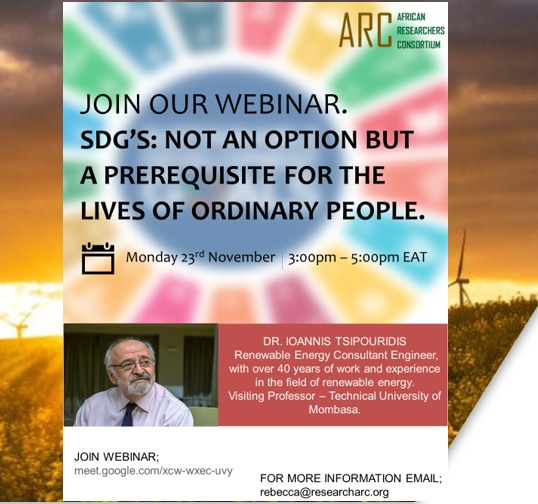 ARC AFRICAN
RESEARCHERS
CONSORTIUM
JOIN OUR WEBINAR.
SDG'S: NOT AN OPTION BUT
A PREREQUISITE FOR THE
LIVES OF ORDINARY PEOPLE.
Monday 23rd November | 3:00pm – 5:00pm EAT
DR. IOANNIS TSIPOURIDIS
Renewable Energy Consultant Engineer,
with over 40 years of work and experience
in the field of renewable energy.
Visiting Professor – Technical University of
Mombasa.
JOIN WEBINAR;
meet.google.com/xcw-wxec-uvy
FOR MORE INFORMATION EMAIL;
rebecca@researcharc.org